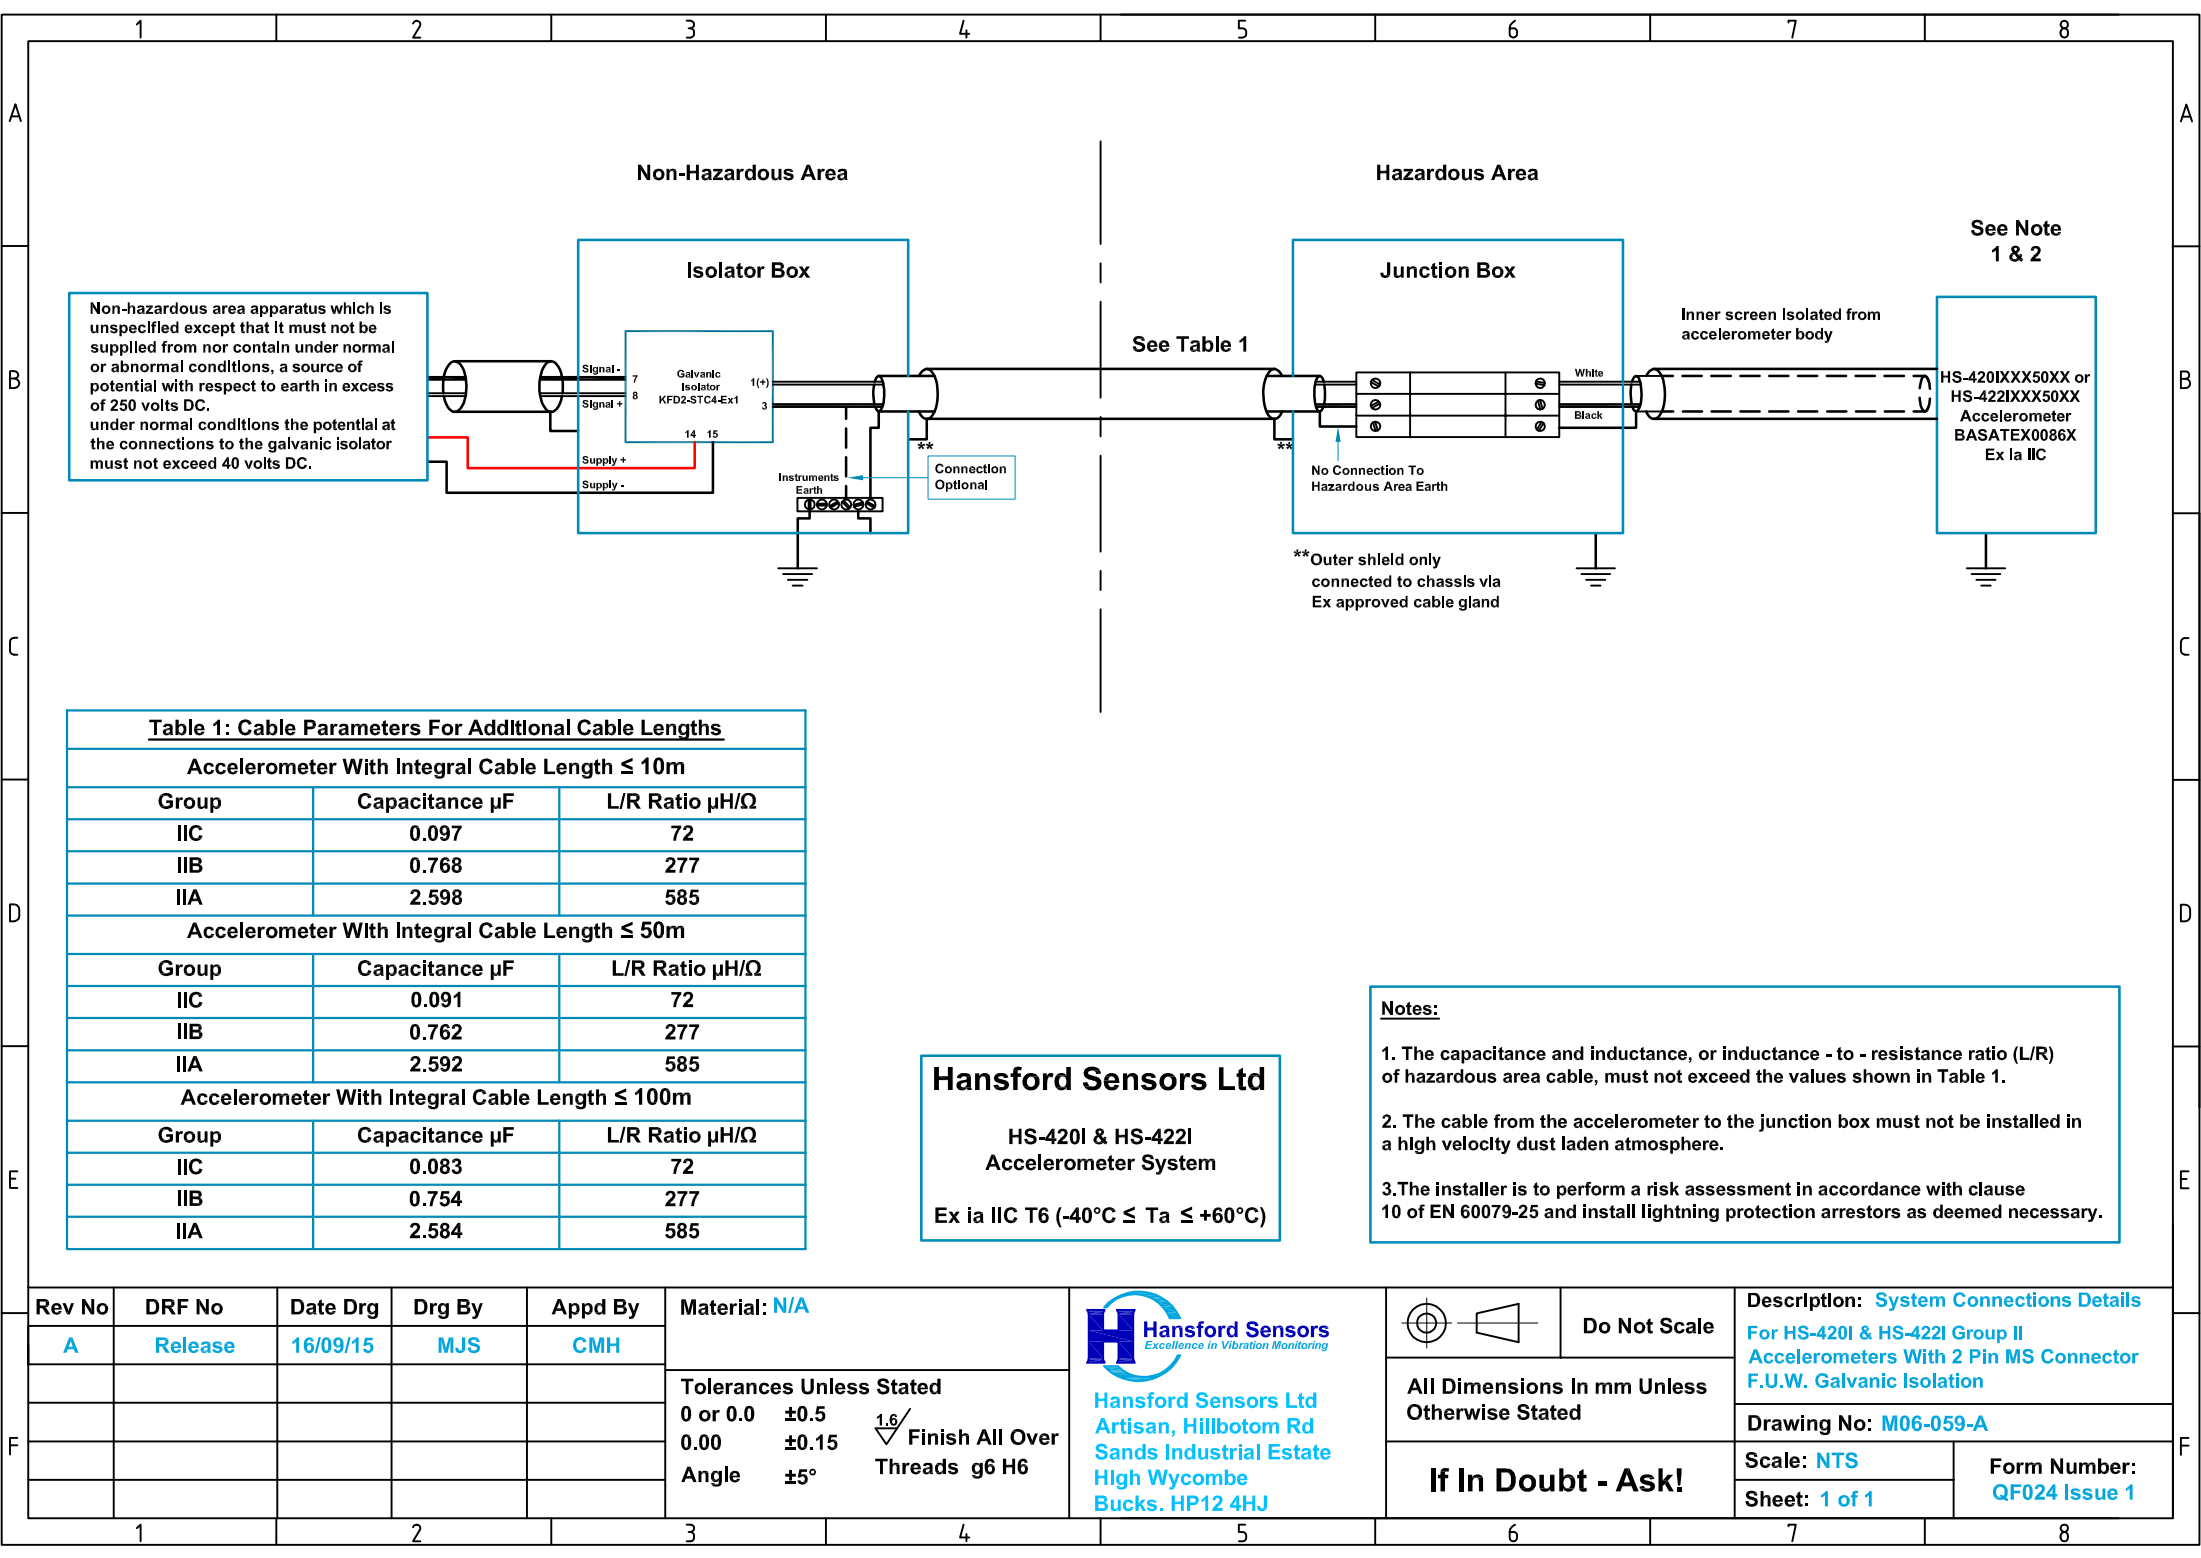 1 2 3 4 5 6 7 8
A A
B B
C C
D D
E E
F F
Non-Hazardous Area
Hazardous Area
See Note
1 & 2
Isolator Box
Junction Box
Non-hazardous area apparatus which is
unspecified except that it must not be
supplied from nor contain under normal
or abnormal conditions, a source of
potential with respect to earth in excess
of 250 volts DC.
under normal conditions the potential at
the connections to the galvanic isolator
must not exceed 40 volts DC.
Signal -
7
Signal +
8
Galvanic
Isolator
KFD2-STC4-Ex1
1(+)
3
14 15
Supply +
Supply -
Instruments
Earth
**
Connection
Optional
See Table 1
**
White
Black
No Connection To
Hazardous Area Earth
Inner screen Isolated from
accelerometer body
HS-420IXXX50XX or
HS-422IXXX50XX
Accelerometer
BASATEX0086X
Ex Ia IIC
**Outer shield only
connected to chassis via
Ex approved cable gland
Table 1: Cable Parameters For Additional Cable Lengths
Accelerometer With Integral Cable Length ≤ 10m
Group Capacitance µF L/R Ratio µH/Ω
IIC 0.097 72
IIB 0.768 277
IIA 2.598 585
Accelerometer With Integral Cable Length ≤ 50m
Group Capacitance µF L/R Ratio µH/Ω
IIC 0.091 72
IIB 0.762 277
IIA 2.592 585
Accelerometer With Integral Cable Length ≤ 100m
Group Capacitance µF L/R Ratio µH/Ω
IIC 0.083 72
IIB 0.754 277
IIA 2.584 585
Hansford Sensors Ltd
HS-420I & HS-422I
Accelerometer System
Ex ia IIC T6 (-40°C ≤ Ta ≤ +60°C)
Notes:
1. The capacitance and inductance, or inductance - to - resistance ratio (L/R)
of hazardous area cable, must not exceed the values shown in Table 1.
2. The cable from the accelerometer to the junction box must not be installed in
a high velocity dust laden atmosphere.
3.The installer is to perform a risk assessment in accordance with clause
10 of EN 60079-25 and install lightning protection arrestors as deemed necessary.
Rev No DRF No Date Drg Drg By Appd By
A Release 16/09/15 MJS CMH
Material: N/A
Tolerances Unless Stated
0 or 0.0 ±0.5
0.00 ±0.15
Angle ±5°
1.6
Finish All Over
Threads g6 H6
H
Hansford Sensors
Excellence in Vibration Monitoring
Hansford Sensors Ltd
Artisan, Hillbotom Rd
Sands Industrial Estate
High Wycombe
Bucks. HP12 4HJ
Do Not Scale
All Dimensions In mm Unless
Otherwise Stated
If In Doubt - Ask!
Description: System Connections Details
For HS-420I & HS-422I Group II
Accelerometers With 2 Pin MS Connector
F.U.W. Galvanic Isolation
Drawing No: M06-059-A
Scale: NTS
Sheet: 1 of 1
Form Number:
QF024 Issue 1
1 2 3 4 5 6 7 8